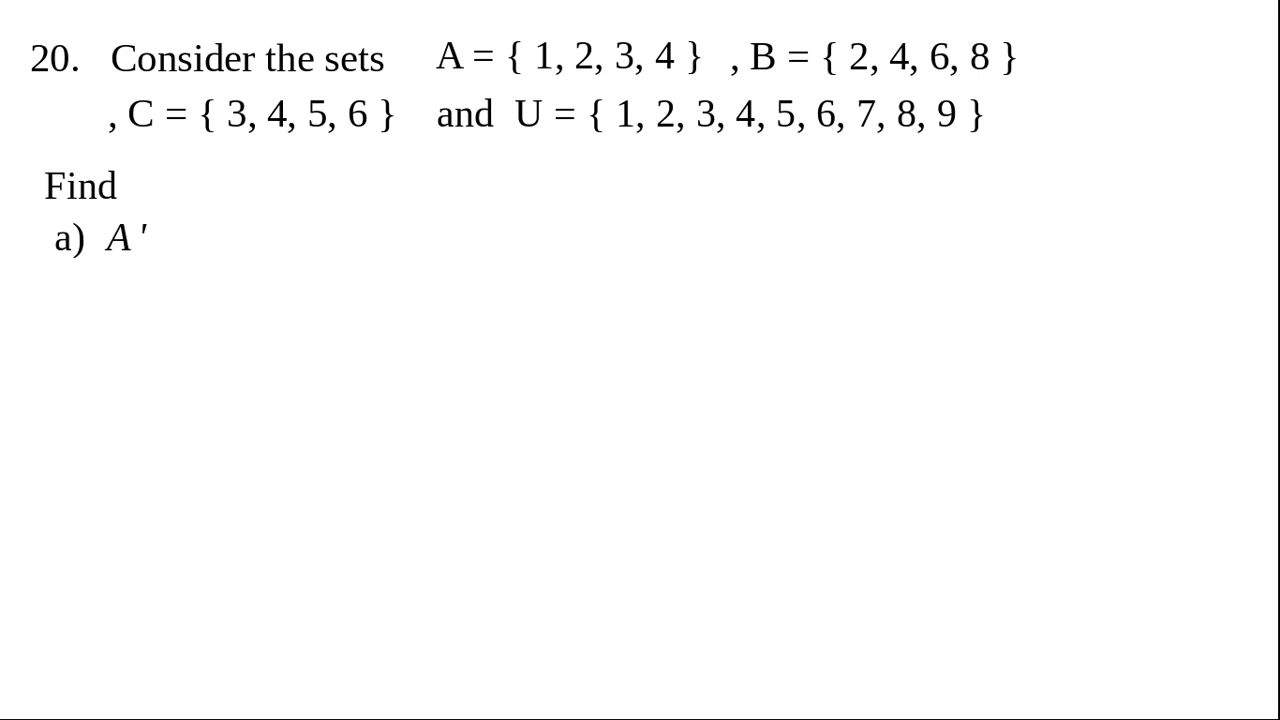 20. Consider the sets A = { 1, 2, 3, 4 } , B = { 2, 4, 6, 8 }
, C = { 3, 4, 5, 6 } and U = { 1, 2, 3, 4, 5, 6, 7, 8, 9 }
Find
a) A ′